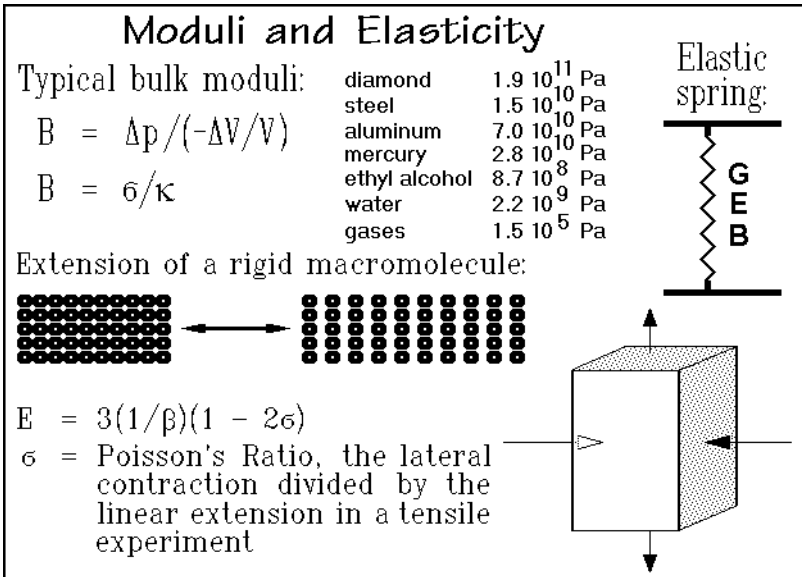 Moduli and Elasticity
Typical bulk moduli:
B = Δp/(-ΔV/V)
B = σ/κ
diamond 1.9 10^11 Pa
steel 1.5 10^10 Pa
aluminum 7.0 10^10 Pa
mercury 2.8 10^10 Pa
ethyl alcohol 8.7 10^8 Pa
water 2.2 10^9 Pa
gases 1.5 10^5 Pa
Elastic
spring:
G
E
B
Extension of a rigid macromolecule:
E = 3(1/β)(1 - 2σ)
σ = Poisson's Ratio, the lateral
contraction divided by the
linear extension in a tensile
experiment